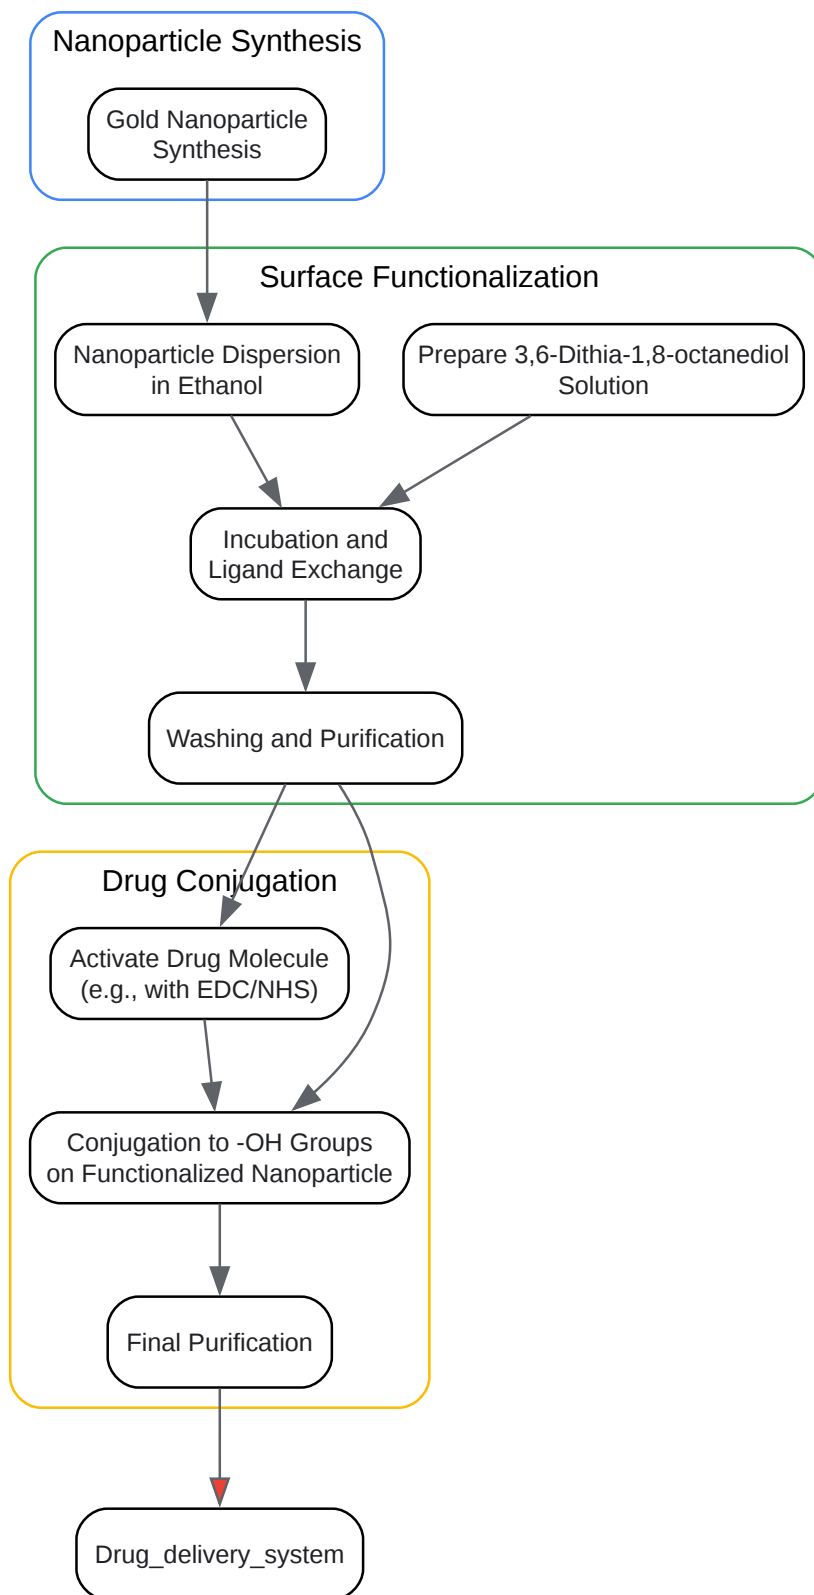 Nanoparticle Synthesis
Gold Nanoparticle
Synthesis
Surface Functionalization
Nanoparticle Dispersion
in Ethanol
Prepare 3,6-Dithia-1,8-octanediol
Solution
Incubation and
Ligand Exchange
Washing and Purification
Drug Conjugation
Activate Drug Molecule
(e.g., with EDC/NHS)
Conjugation to -OH Groups
on Functionalized Nanoparticle
Final Purification
Drug_delivery_system